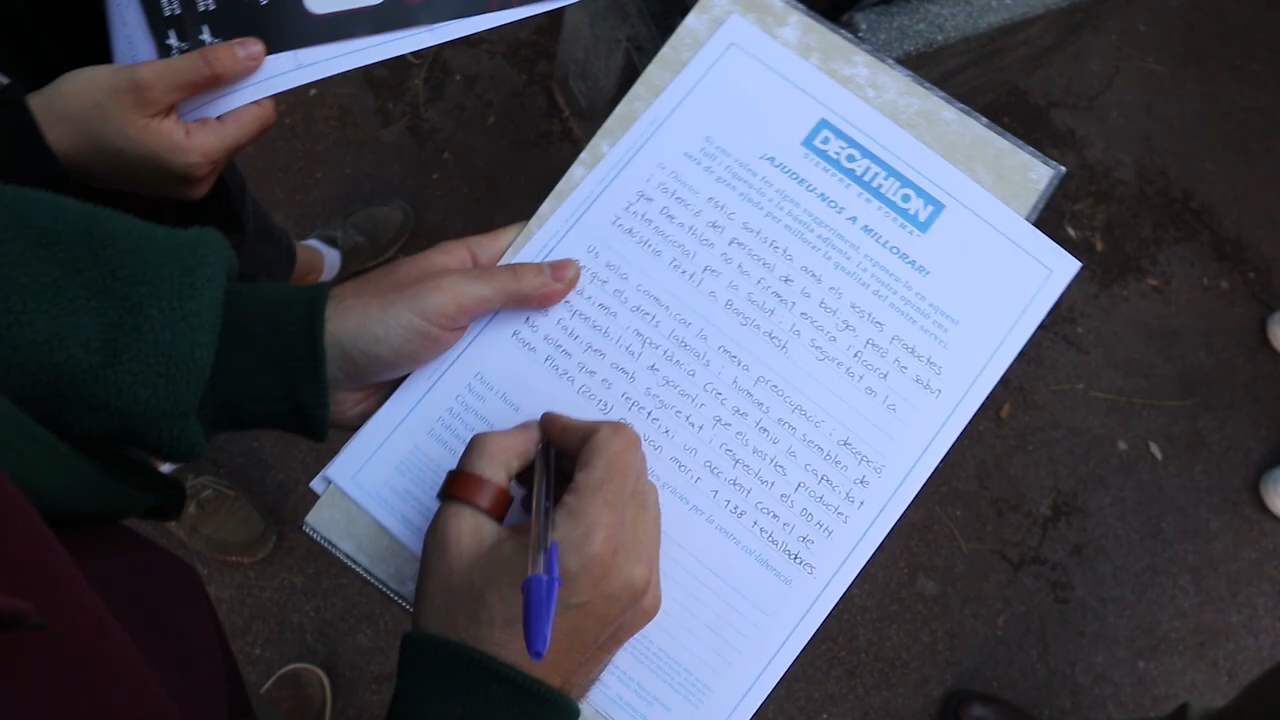 DECATHLON
SIEMPRE EN FORMA
¡AJUDEU-NOS A MILLORAR!
Si ens voleu fer algun suggeriment, exposeu-lo en aquest
full i fiqueu-lo a la bústia adjunta. La vostra opinió ens
serà de gran ajuda per millorar la qualitat del nostre servei.
Sr. Director, estic satisfeta amb els vostres productes
i l'atenció del personal de la botiga, però he sabut
que Decathlon no ha firmat encara l'Acord
Internacional per la Salut i la Seguretat en la
Indústria Textil a Bangladesh.
Us volia comunicar la meva preocupació i decepció
perquè els drets laborals i humans em semblen de
màxima importància. Crec que teniu la capacitat
i responsabilitat de garantir que els vostres productes
es fabriquen amb seguretat i respectant els DDHH.
No volem que es repeteixi un accident com el de
Rana Plaza (2013) on van morir 1.138 treballadores.
gràcies per la vostra col·laboració.
Data i hora:
Nom:
Cognoms
Adreça
Població
Telèfon